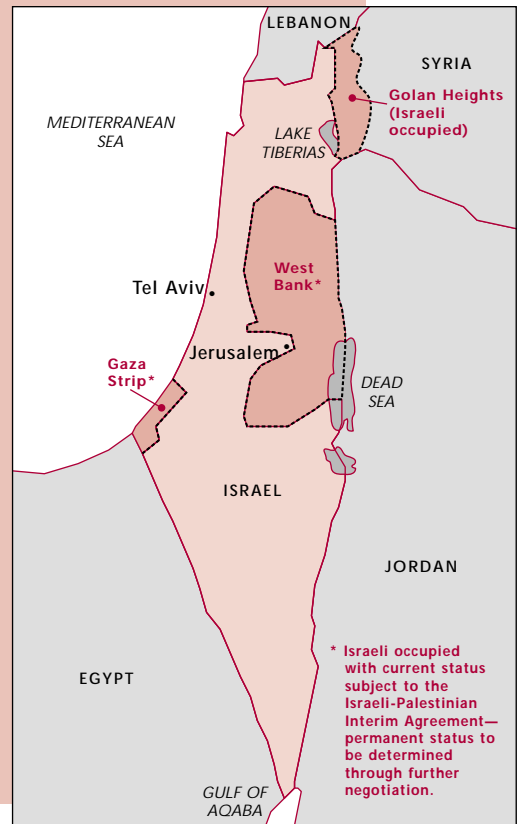 LEBANON
SYRIA
Golan Heights
(Israeli
occupied)
MEDITERRANEAN
SEA
LAKE
TIBERIAS
West
Bank*
Tel Aviv
Jerusalem
Gaza
Strip*
DEAD
SEA
ISRAEL
JORDAN
EGYPT
* Israeli occupied
with current status
subject to the
Israeli-Palestinian
Interim Agreement—
permanent status to
be determined
through further
negotiation.
GULF OF
AQABA